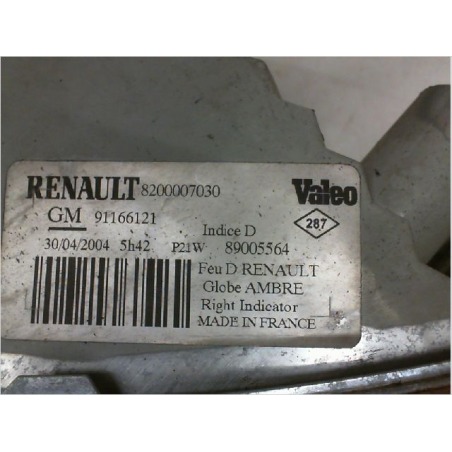 RENAULT 8200007030 Valeo
GM 91166121 Indice D 287
30/04/2004 5h42 P21W 89005564
Feu D RENAULT
Globe AMBRE
Right Indicator
MADE IN FRANCE